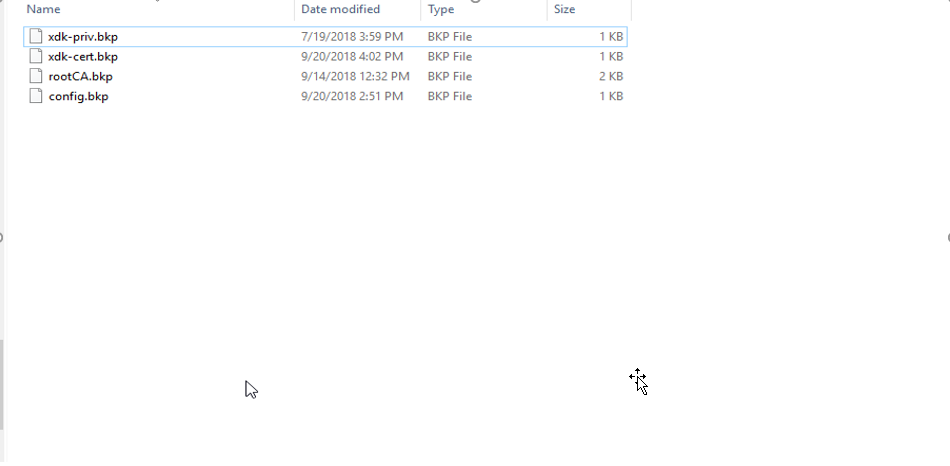 Name Date modified Type Size
xdk-priv.bkp 7/19/2018 3:59 PM BKP File 1 KB
xdk-cert.bkp 9/20/2018 4:02 PM BKP File 1 KB
rootCA.bkp 9/14/2018 12:32 PM BKP File 2 KB
config.bkp 9/20/2018 2:51 PM BKP File 1 KB